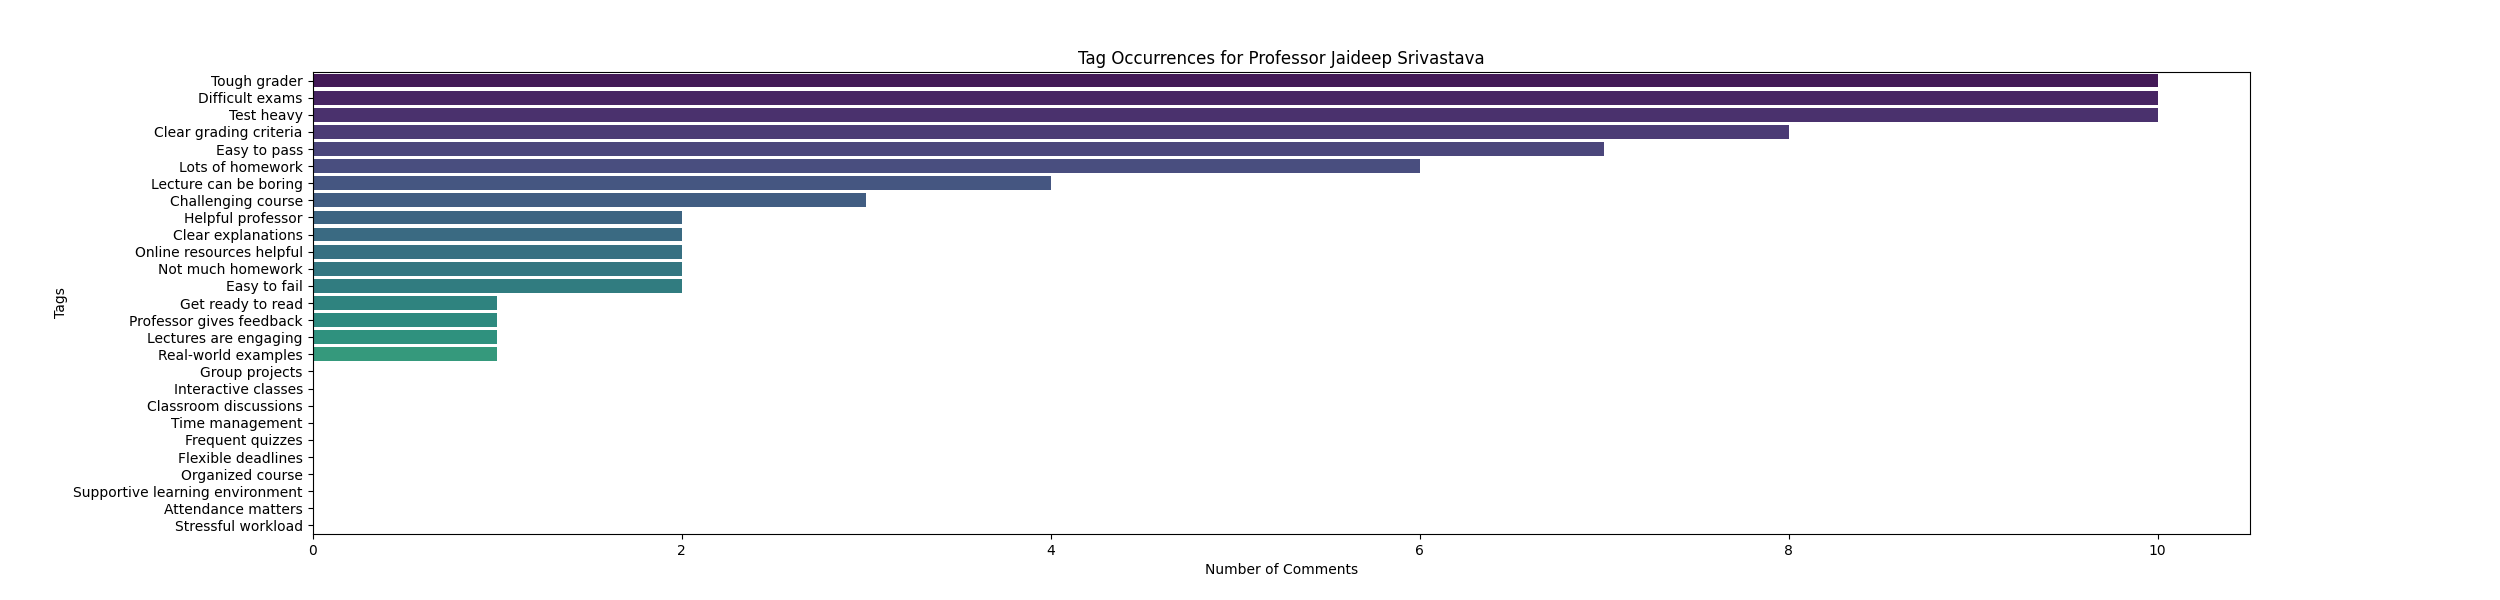 Tag Occurrences for Professor Jaideep Srivastava
Tags
Tough grader
Difficult exams
Test heavy
Clear grading criteria
Easy to pass
Lots of homework
Lecture can be boring
Challenging course
Helpful professor
Clear explanations
Online resources helpful
Not much homework
Easy to fail
Get ready to read
Professor gives feedback
Lectures are engaging
Real-world examples
Group projects
Interactive classes
Classroom discussions
Time management
Frequent quizzes
Flexible deadlines
Organized course
Supportive learning environment
Attendance matters
Stressful workload
0 2 4 6 8 10
Number of Comments